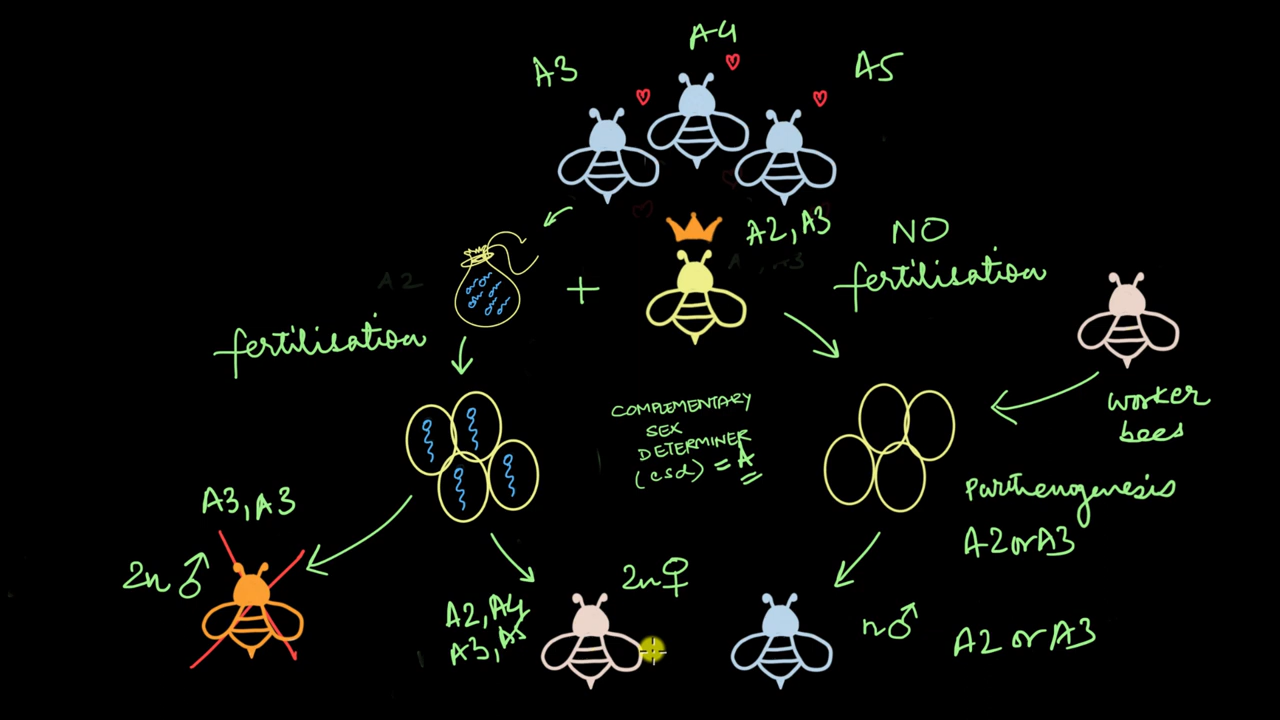 A4
A3
A5
A2, A3
NO
fertilisation
A2
fertilisation
COMPLEMENTARY
SEX
DETERMINER
(csd) = A
worker
bees
Parthenogenesis
A2 or A3
A3, A3
2n ♂
2n ♀
A2, A4
A3, A5
n ♂
A2 or A3